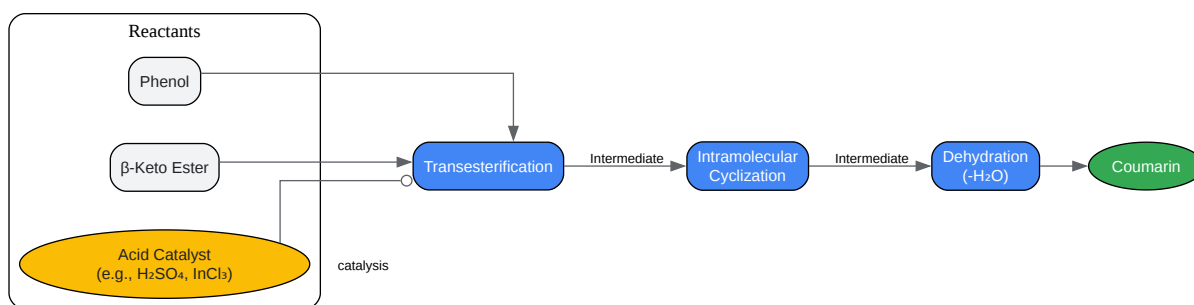 Reactants
Phenol
β-Keto Ester
Acid Catalyst
(e.g., H₂SO₄, InCl₃)
catalysis
Transesterification
Intermediate
Intramolecular
Cyclization
Intermediate
Dehydration
(-H₂O)
Coumarin